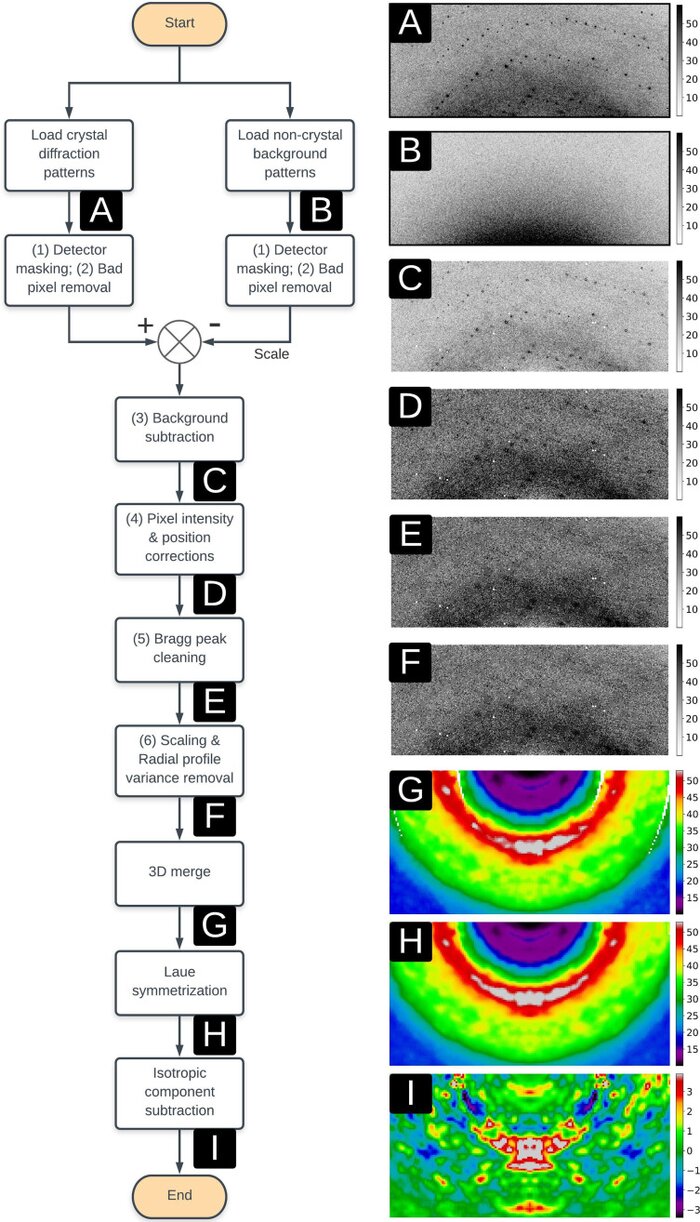 Start
Load crystal
diffraction
patterns
Load non-crystal
background
patterns
A
B
(1) Detector
masking; (2) Bad
pixel removal
(1) Detector
masking; (2) Bad
pixel removal
+
-
Scale
(3) Background
subtraction
C
(4) Pixel intensity
& position
corrections
D
(5) Bragg peak
cleaning
E
(6) Scaling &
Radial profile
variance removal
F
3D merge
G
Laue
symmetrization
H
Isotropic
component
subtraction
I
End
A
50
40
30
20
10
B
50
40
30
20
10
C
50
40
30
20
10
D
50
40
30
20
10
E
50
40
30
20
10
F
50
40
30
20
10
G
50
45
40
35
30
25
20
15
H
50
45
40
35
30
25
20
15
I
3
2
1
0
−1
−2
−3